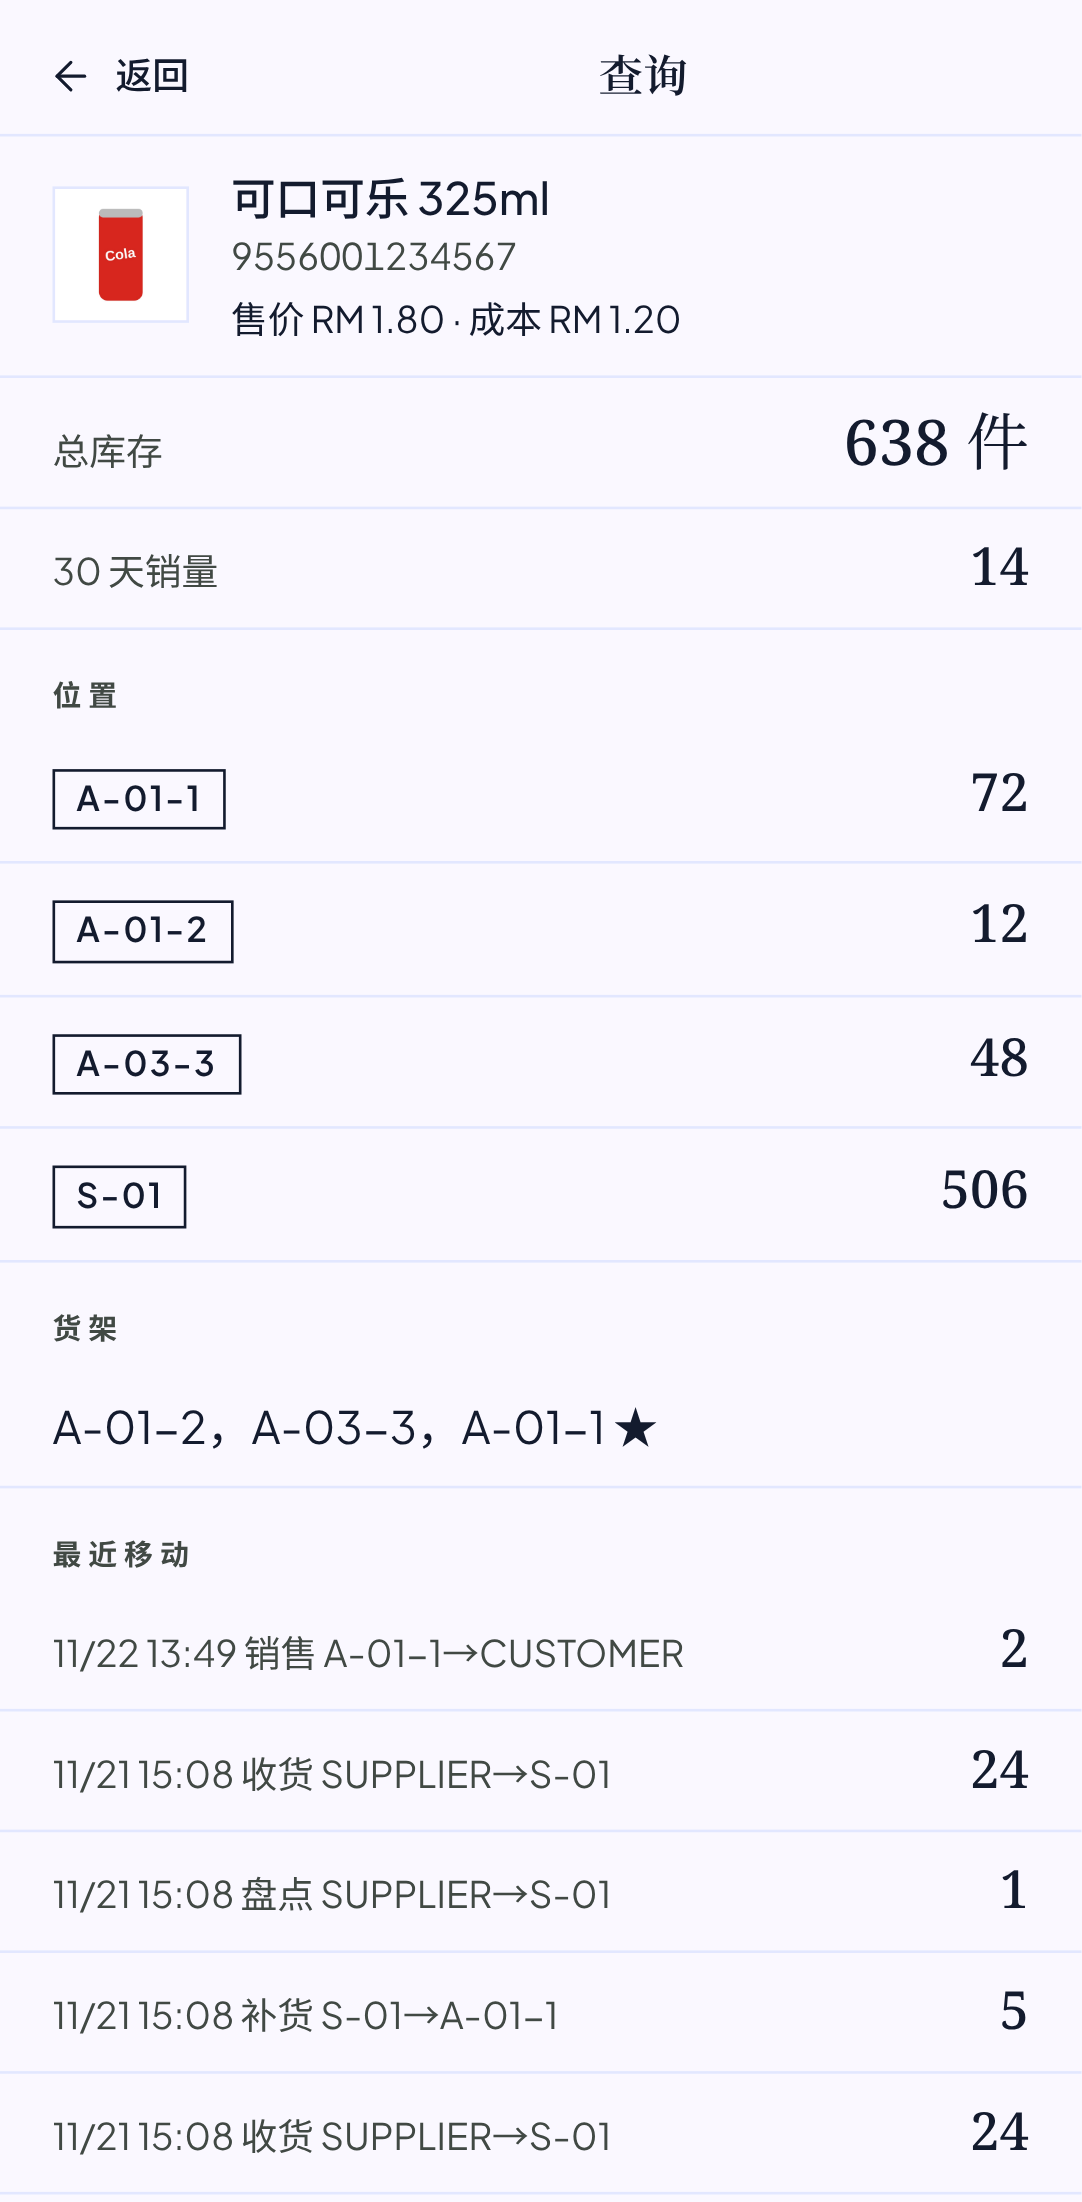 ← 返回
查询
Cola
可口可乐 325ml
9556001234567
售价 RM 1.80 · 成本 RM 1.20
总库存 638 件
30 天销量 14
位置
A-01-1 72
A-01-2 12
A-03-3 48
S-01 506
货架
A-01-2，A-03-3，A-01-1 ★
最近移动
11/22 13:49 销售 A-01-1→CUSTOMER 2
11/21 15:08 收货 SUPPLIER→S-01 24
11/21 15:08 盘点 SUPPLIER→S-01 1
11/21 15:08 补货 S-01→A-01-1 5
11/21 15:08 收货 SUPPLIER→S-01 24